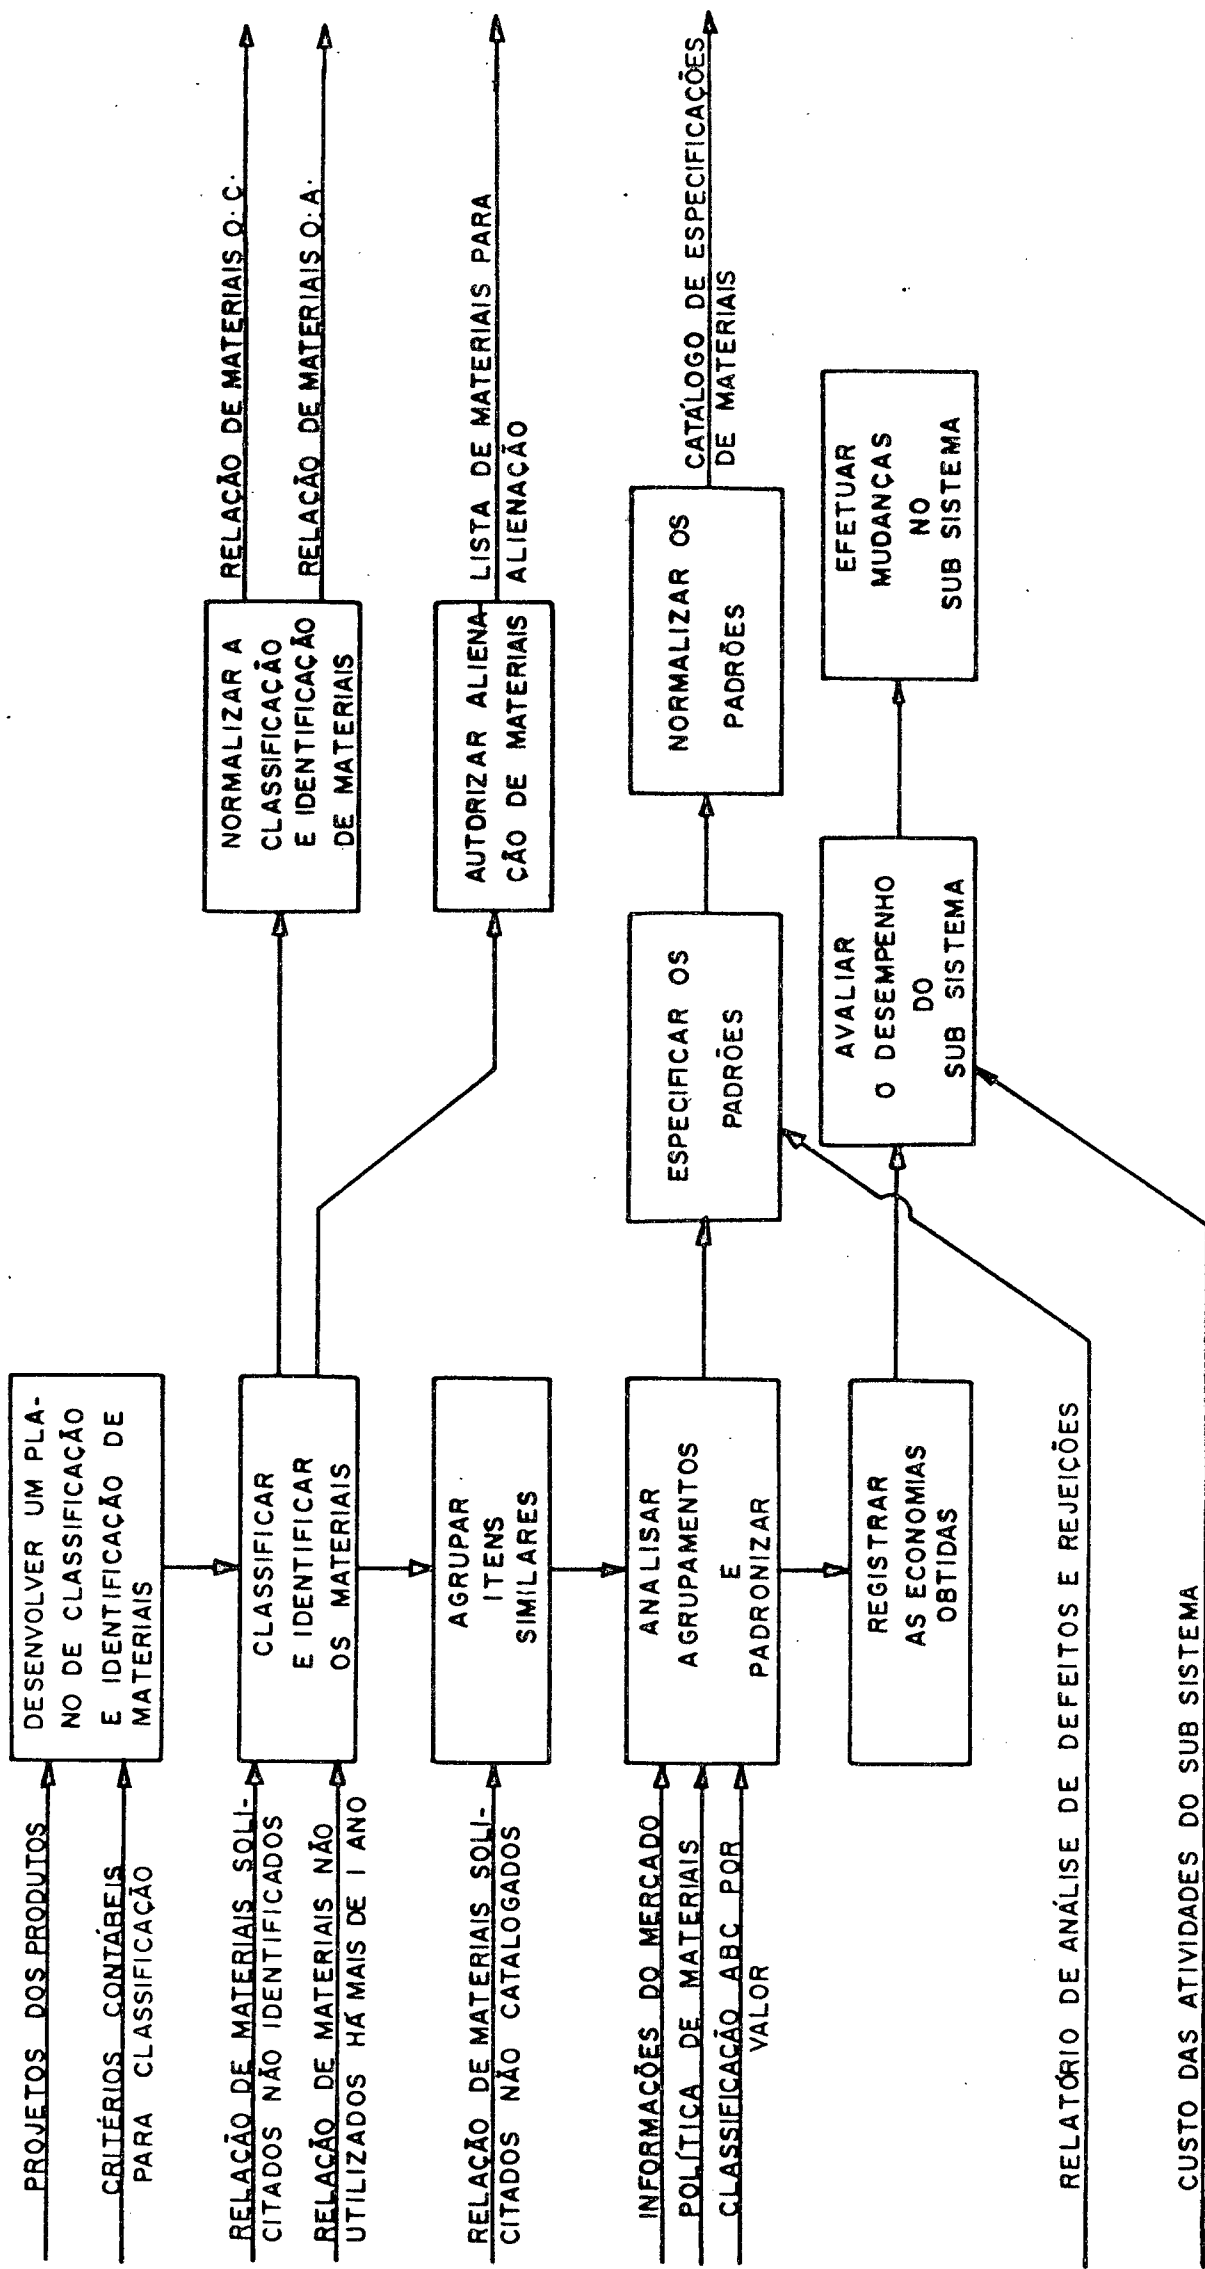 PROJETOS DOS PRODUTOS
CRITÉRIOS CONTÁBEIS
PARA CLASSIFICAÇÃO
DESENVOLVER UM PLA-
NO DE CLASSIFICAÇÃO
E IDENTIFICAÇÃO DE
MATERIAIS
RELAÇÃO DE MATERIAIS SOLI-
CITADOS NÃO IDENTIFICADOS
RELAÇÃO DE MATERIAIS NÃO
UTILIZADOS HÁ MAIS DE 1 ANO
CLASSIFICAR
E IDENTIFICAR
OS MATERIAIS
NORMALIZAR A
CLASSIFICAÇÃO
E IDENTIFICAÇÃO
DE MATERIAIS
RELAÇÃO DE MATERIAIS Q. C.
RELAÇÃO DE MATERIAIS Q. A.
RELAÇÃO DE MATERIAIS SOLI-
CITADOS NÃO CATALOGADOS
AGRUPAR
ITENS
SIMILARES
AUTORIZAR ALIENA
ÇÃO DE MATERIAIS
LISTA DE MATERIAIS PARA
ALIENAÇÃO
INFORMAÇÕES DO MERCADO
POLÍTICA DE MATERIAIS
CLASSIFICAÇÃO ABC POR
VALOR
ANALISAR
AGRUPAMENTOS
E
PADRONIZAR
ESPECIFICAR OS
PADRÕES
NORMALIZAR OS
PADRÕES
CATÁLOGO DE ESPECIFICAÇÕES
DE MATERIAIS
REGISTRAR
AS ECONOMIAS
OBTIDAS
AVALIAR
O DESEMPENHO
DO
SUB SISTEMA
EFETUAR
MUDANÇAS
NO
SUB SISTEMA
RELATÓRIO DE ANÁLISE DE DEFEITOS E REJEIÇÕES
CUSTO DAS ATIVIDADES DO SUB SISTEMA